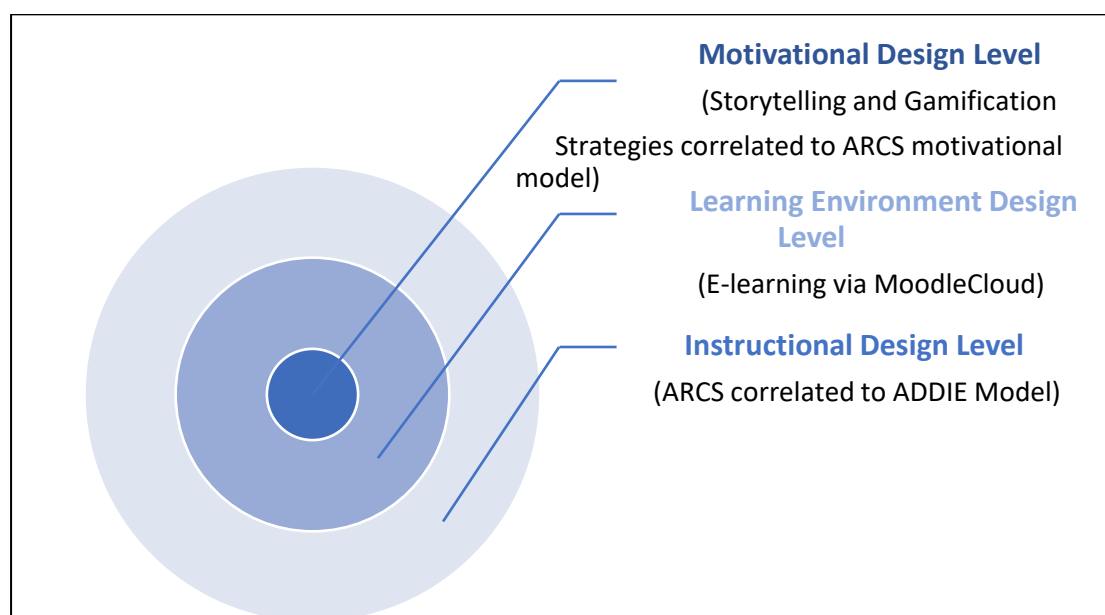 Motivational Design Level
(Storytelling and Gamification
Strategies correlated to ARCS motivational
model)
Learning Environment Design
Level
(E-learning via MoodleCloud)
Instructional Design Level
(ARCS correlated to ADDIE Model)